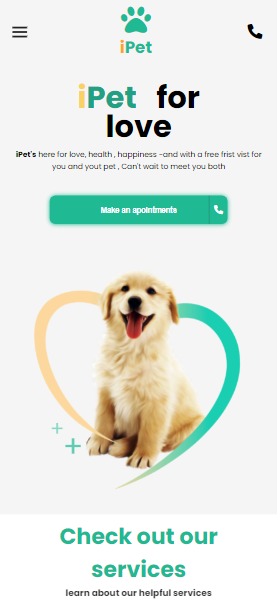 iPet
iPet for
love
iPet's here for love, health , happiness -and with a free frist vist for
you and yout pet , Can't wait to meet you both
Make an apointments
Check out our
services
learn about our helpful services